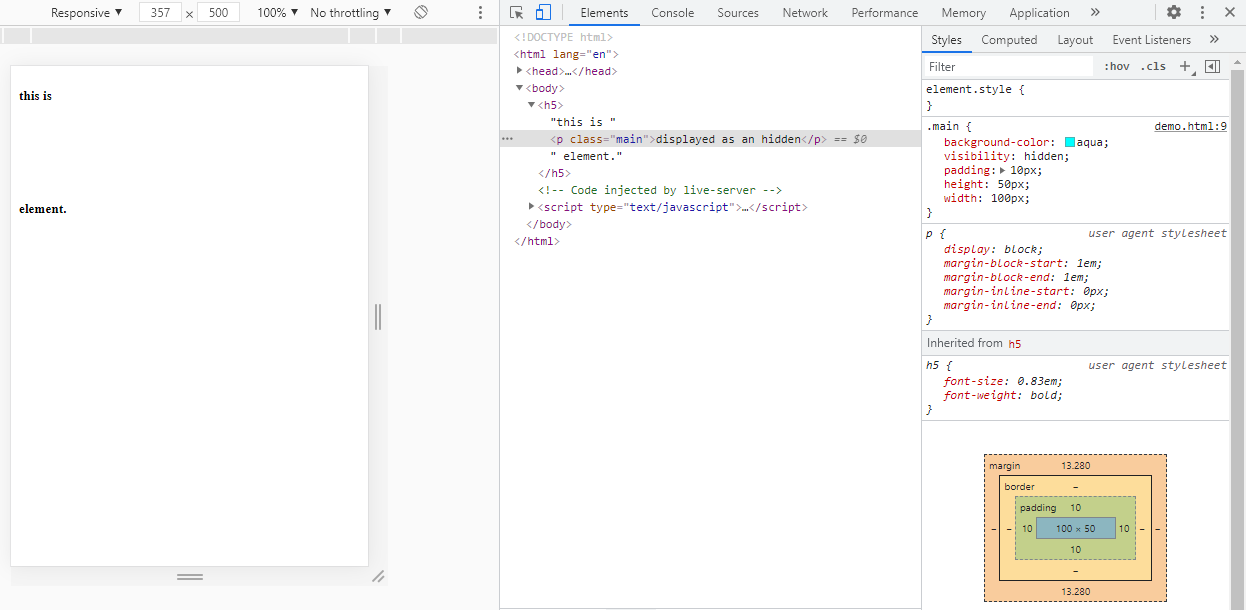 Responsive ▼ 357 × 500 100% ▼ No throttling ▼
Elements Console Sources Network Performance Memory Application »
this is
element.
<!DOCTYPE html>
<html lang="en">
▶<head>…</head>
▼<body>
▼<h5>
"this is "
… <p class="main">displayed as an hidden</p> == $0
" element."
</h5>
<!-- Code injected by live-server -->
▶<script type="text/javascript">…</script>
</body>
</html>
Styles Computed Layout Event Listeners »
Filter :hov .cls +
element.style {
}
.main { demo.html:9
background-color: aqua;
visibility: hidden;
padding:▶ 10px;
height: 50px;
width: 100px;
}
p { user agent stylesheet
display: block;
margin-block-start: 1em;
margin-block-end: 1em;
margin-inline-start: 0px;
margin-inline-end: 0px;
}
Inherited from h5
h5 { user agent stylesheet
font-size: 0.83em;
font-weight: bold;
}
margin 13.280
border –
padding 10
– – 10 100 × 50 10 – –
10
–
13.280